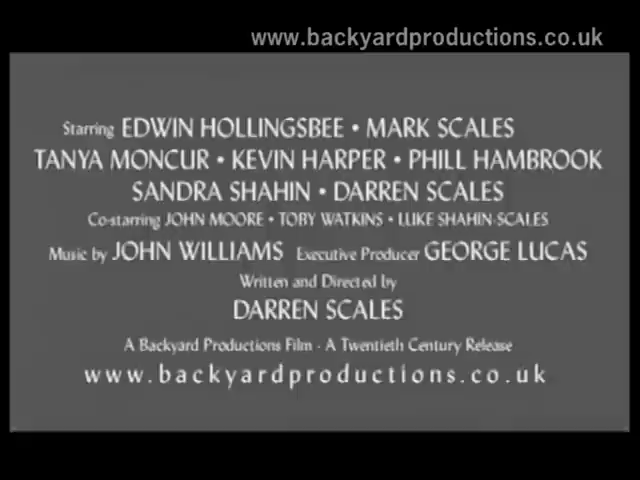 www.backyardproductions.co.uk
Starring EDWIN HOLLINGSBEE • MARK SCALES
TANYA MONCUR • KEVIN HARPER • PHILL HAMBROOK
SANDRA SHAHIN • DARREN SCALES
Co-starring JOHN MOORE • TOBY WATKINS • LUKE SHAHIN-SCALES
Music by JOHN WILLIAMS Executive Producer GEORGE LUCAS
Written and Directed by
DARREN SCALES
A Backyard Productions Film · A Twentieth Century Release
www.backyardproductions.co.uk